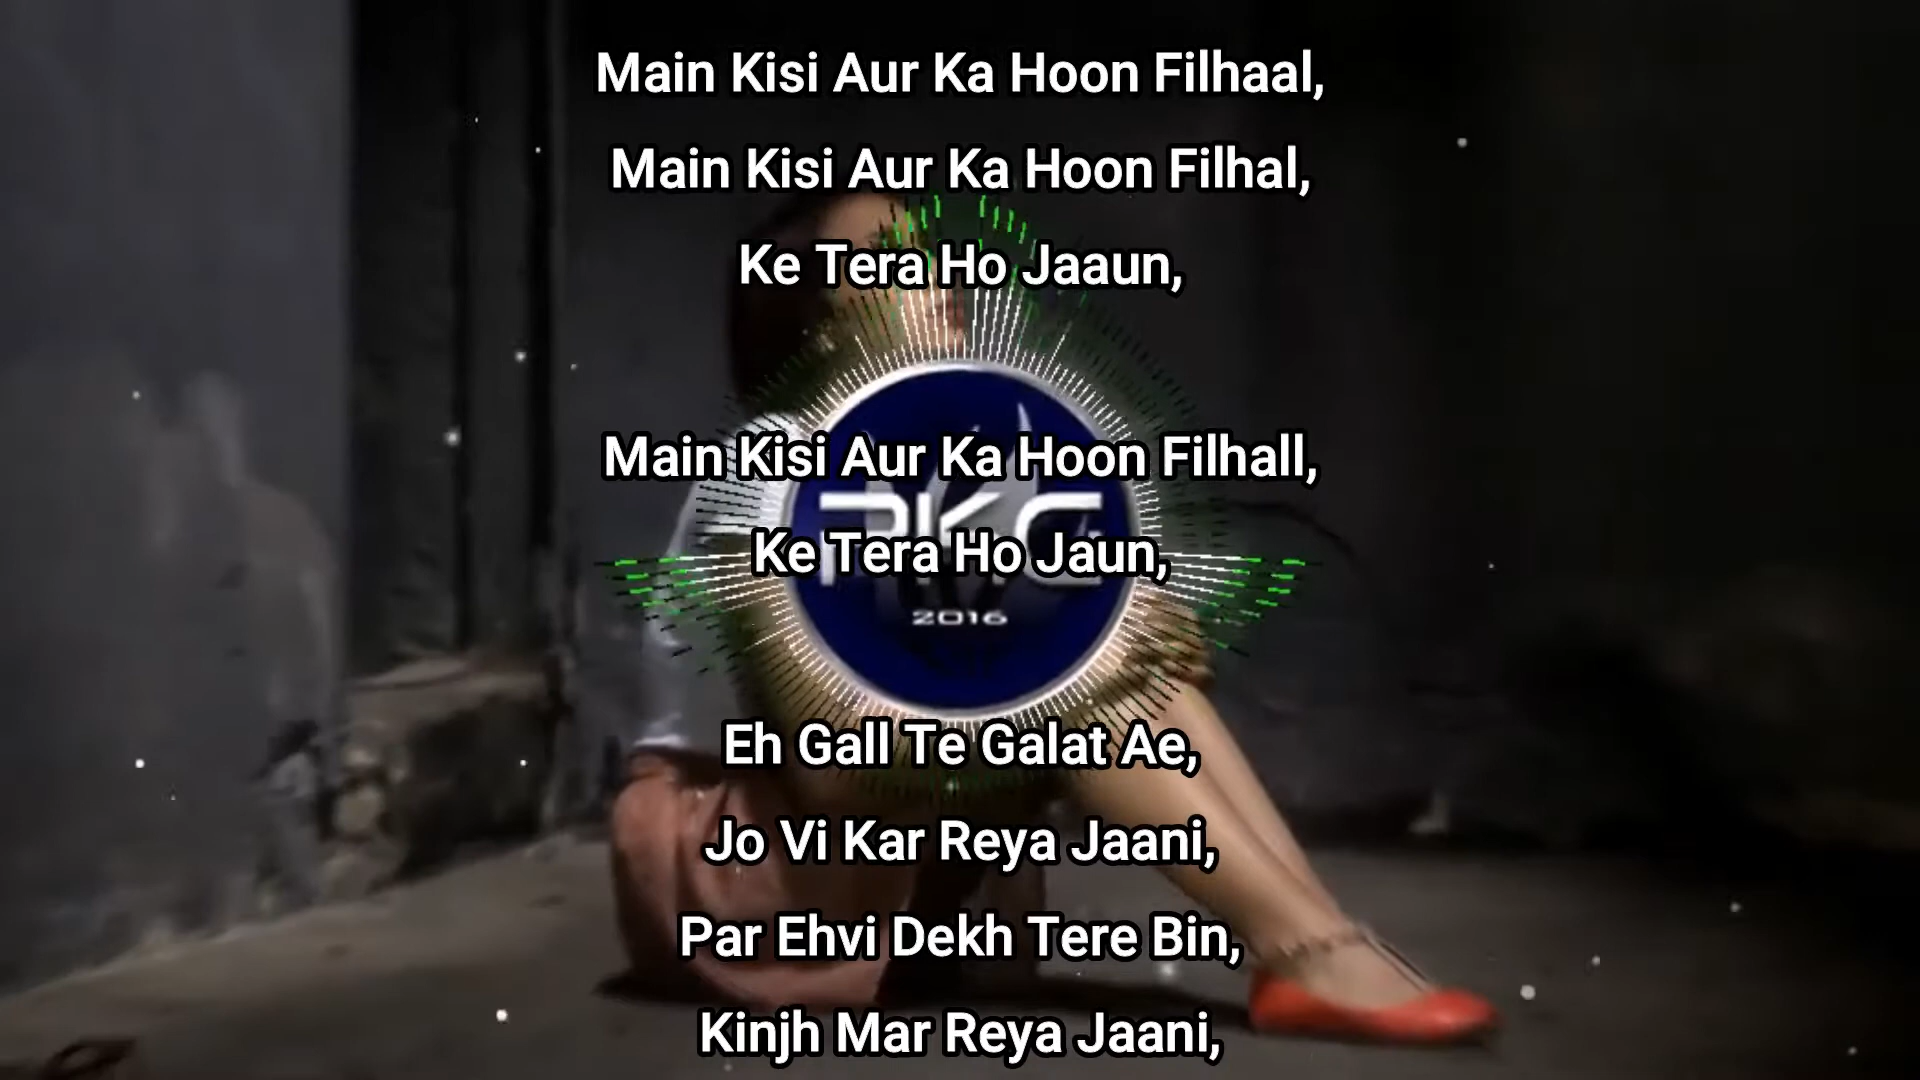 Main Kisi Aur Ka Hoon Filhaal,
Main Kisi Aur Ka Hoon Filhal,
Ke Tera Ho Jaaun,
Main Kisi Aur Ka Hoon Filhall,
PKC
Ke Tera Ho Jaun,
2016
Eh Gall Te Galat Ae,
Jo Vi Kar Reya Jaani,
Par Ehvi Dekh Tere Bin,
Kinjh Mar Reya Jaani,